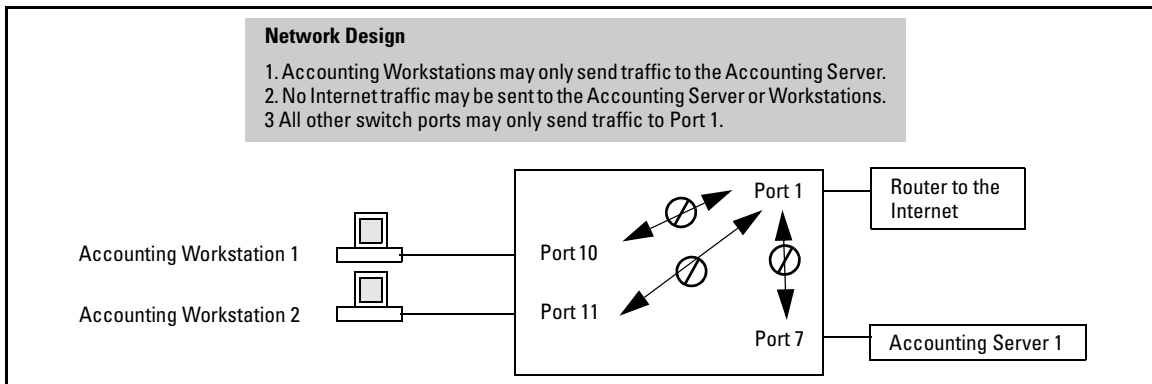 Network Design
1. Accounting Workstations may only send traffic to the Accounting Server.
2. No Internet traffic may be sent to the Accounting Server or Workstations.
3 All other switch ports may only send traffic to Port 1.
Port 1
Router to the
Internet
Accounting Workstation 1
Port 10
Accounting Workstation 2
Port 11
Port 7
Accounting Server 1